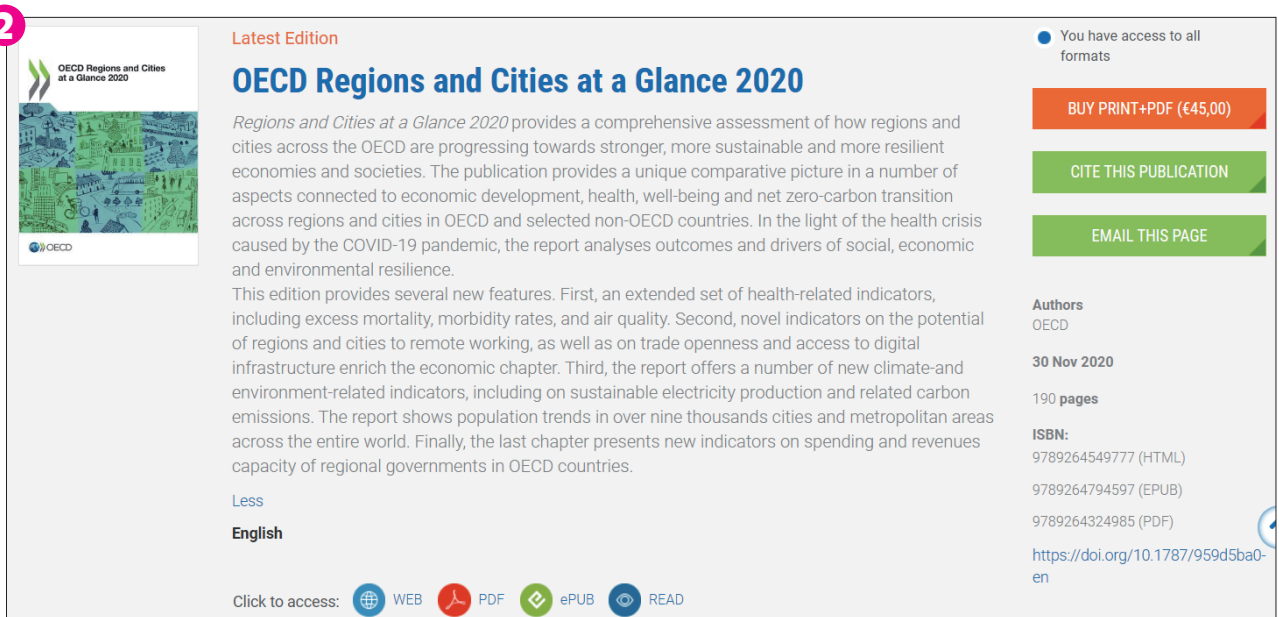 2
OECD Regions and Cities
at a Glance 2020
OECD
Latest Edition
OECD Regions and Cities at a Glance 2020
Regions and Cities at a Glance 2020 provides a comprehensive assessment of how regions and
cities across the OECD are progressing towards stronger, more sustainable and more resilient
economies and societies. The publication provides a unique comparative picture in a number of
aspects connected to economic development, health, well-being and net zero-carbon transition
across regions and cities in OECD and selected non-OECD countries. In the light of the health crisis
caused by the COVID-19 pandemic, the report analyses outcomes and drivers of social, economic
and environmental resilience.
This edition provides several new features. First, an extended set of health-related indicators,
including excess mortality, morbidity rates, and air quality. Second, novel indicators on the potential
of regions and cities to remote working, as well as on trade openness and access to digital
infrastructure enrich the economic chapter. Third, the report offers a number of new climate-and
environment-related indicators, including on sustainable electricity production and related carbon
emissions. The report shows population trends in over nine thousands cities and metropolitan areas
across the entire world. Finally, the last chapter presents new indicators on spending and revenues
capacity of regional governments in OECD countries.
Less
English
Click to access: WEB PDF ePUB READ
You have access to all
formats
BUY PRINT+PDF (€45,00)
CITE THIS PUBLICATION
EMAIL THIS PAGE
Authors
OECD
30 Nov 2020
190 pages
ISBN:
9789264549777 (HTML)
9789264794597 (EPUB)
9789264324985 (PDF)
https://doi.org/10.1787/959d5ba0-
en